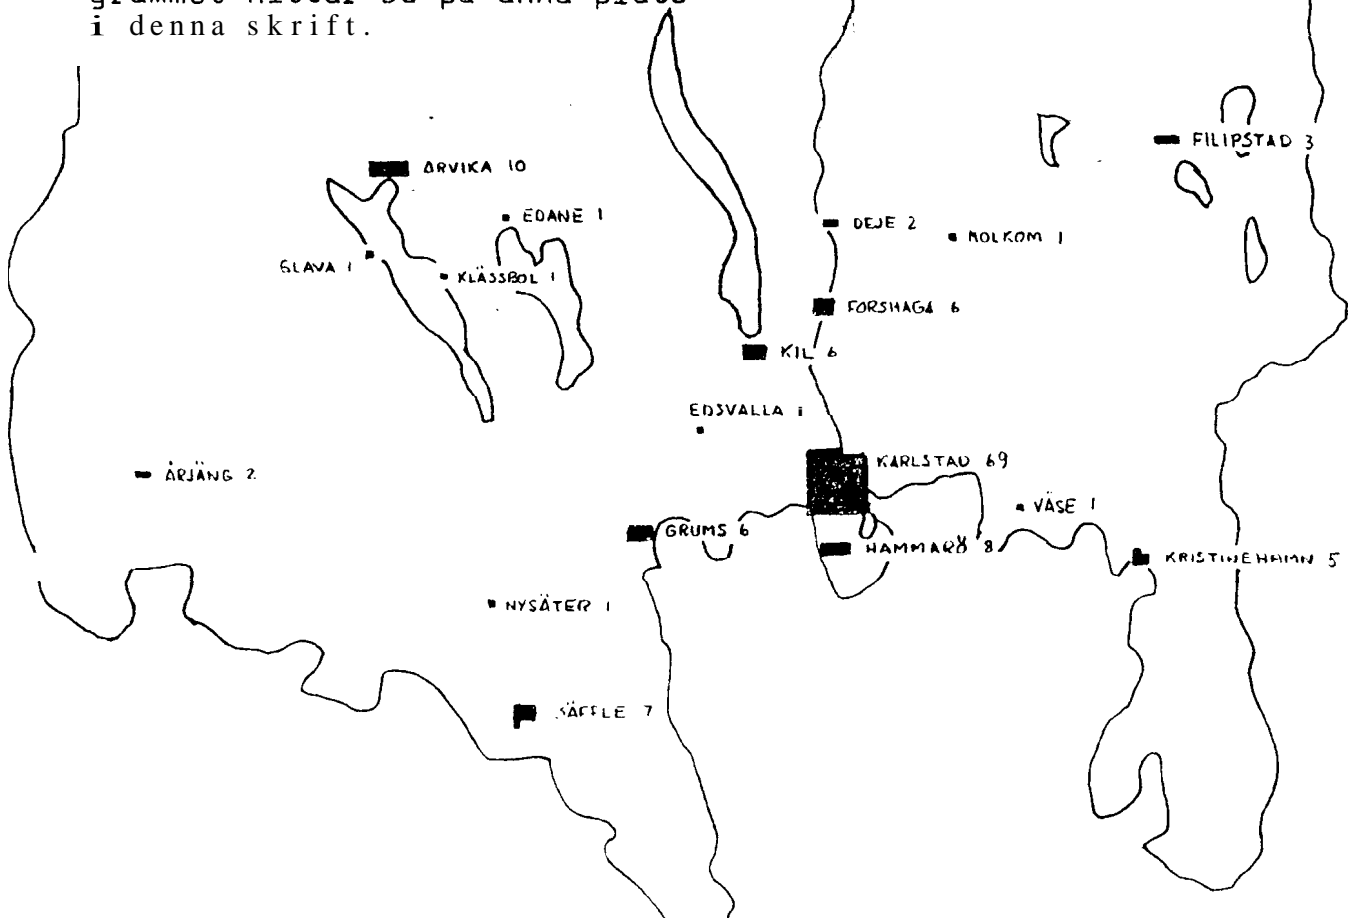 i denna skrift.
FILIPSTAD 3
ARVIKA 10
EDANE 1
DEJE 2
MOLKOM 1
GLAVA 1
KLÄSSBOL 1
FORSHAGA 6
KIL 6
EDSVALLA 1
KARLSTAD 69
ÅRJÄNG 2
VÄSE 1
GRUMS 6
HAMMARÖ 8
KRISTINEHAMN 5
NYSÄTER 1
SÄFFLE 7